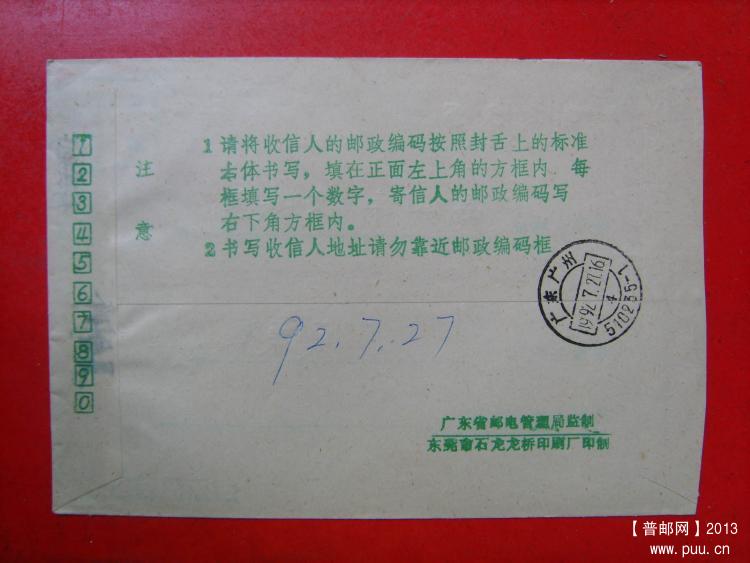 1
2
3
4
5
6
7
8
9
0
注
意
1 请将收信人的邮政编码按照封舌上的标准
右体书写，填在正面左上角的方框内 每
框填写一个数字，寄信人的邮政编码写
右下角方框内。
2 书写收信人地址请勿靠近邮政编码框
广东广州
1992.7.27.16
4
510235-1
92.7.27
广东省邮电管理局监制
东莞市石龙龙桥印刷厂印制
【普邮网】2013
www.puu.cn